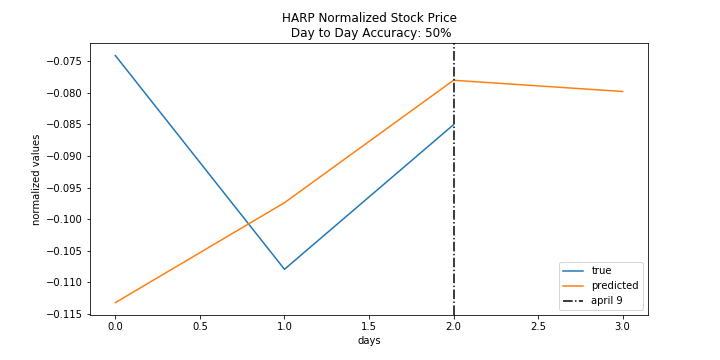 HARP Normalized Stock Price
Day to Day Accuracy: 50%
−0.075
−0.080
−0.085
−0.090
−0.095
−0.100
−0.105
−0.110
−0.115
normalized values
0.0 0.5 1.0 1.5 2.0 2.5 3.0
days
true
predicted
april 9